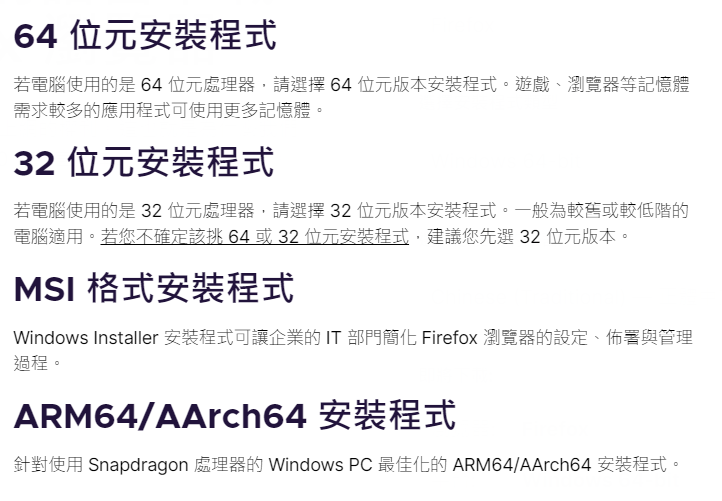 64 位元安裝程式
若電腦使用的是 64 位元處理器，請選擇 64 位元版本安裝程式。遊戲、瀏覽器等記憶體
需求較多的應用程式可使用更多記憶體。
32 位元安裝程式
若電腦使用的是 32 位元處理器，請選擇 32 位元版本安裝程式。一般為較舊或較低階的
電腦適用。若您不確定該挑 64 或 32 位元安裝程式，建議您先選 32 位元版本。
MSI 格式安裝程式
Windows Installer 安裝程式可讓企業的 IT 部門簡化 Firefox 瀏覽器的設定、佈署與管理
過程。
ARM64/AArch64 安裝程式
針對使用 Snapdragon 處理器的 Windows PC 最佳化的 ARM64/AArch64 安裝程式。